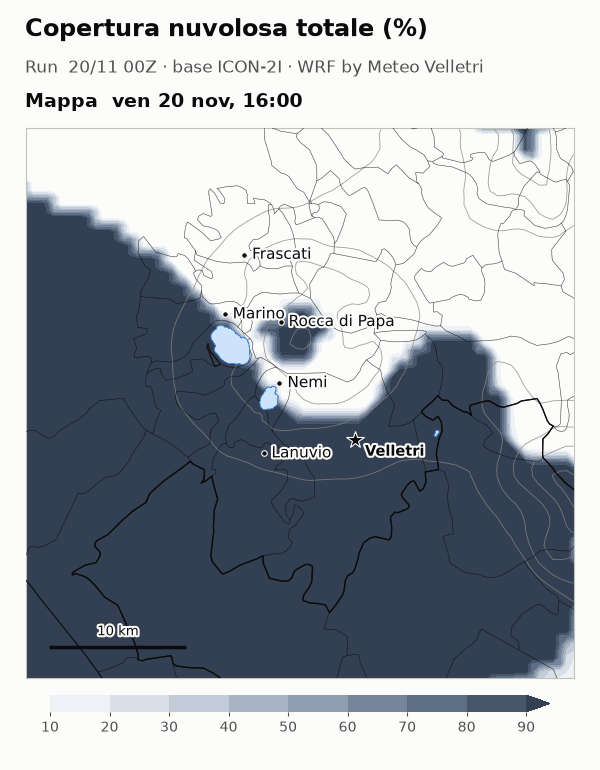 Copertura nuvolosa totale (%)
Run  20/11 00Z · base ICON-2I · WRF by Meteo Velletri
Mappa  ven 20 nov, 16:00
Frascati
Marino
Rocca di Papa
Nemi
Velletri
Lanuvio
10 km
10 20 30 40 50 60 70 80 90